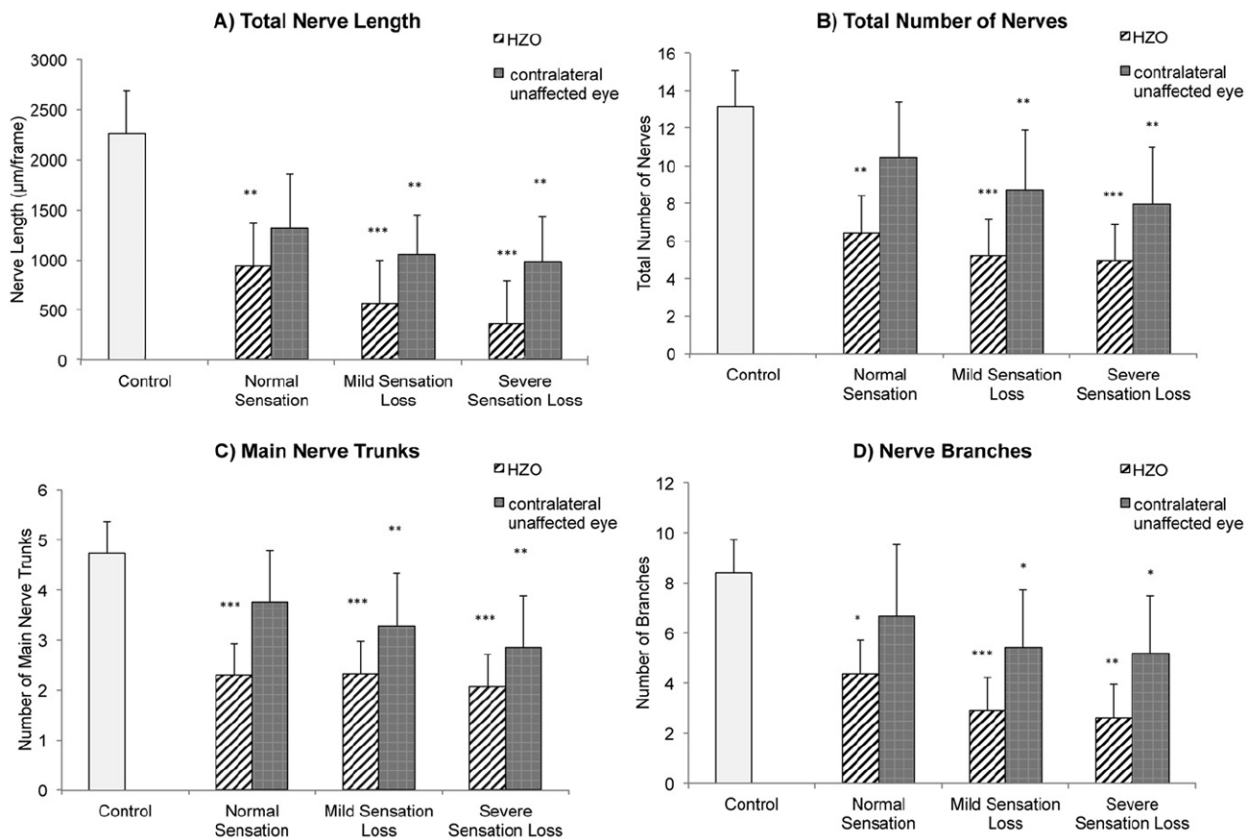 A) Total Nerve Length
HZO
contralateral
unaffected eye
Nerve Length (µm/frame)
3000
2500
2000
1500
1000
500
0
**
**
**
***
***
Control
Normal
Sensation
Mild Sensation
Loss
Severe
Sensation Loss
B) Total Number of Nerves
HZO
contralateral
unaffected eye
Total Number of Nerves
16
14
12
10
8
6
4
2
0
**
**
**
***
***
Control
Normal
Sensation
Mild Sensation
Loss
Severe
Sensation Loss
C) Main Nerve Trunks
HZO
contralateral
unaffected eye
Number of Main Nerve Trunks
6
5
4
3
2
1
0
**
**
***
***
***
Control
Normal
Sensation
Mild Sensation
Loss
Severe
Sensation Loss
D) Nerve Branches
HZO
contralateral
unaffected eye
Number of Branches
12
10
8
6
4
2
0
*
*
*
***
**
Control
Normal
Sensation
Mild Sensation
Loss
Severe
Sensation Loss